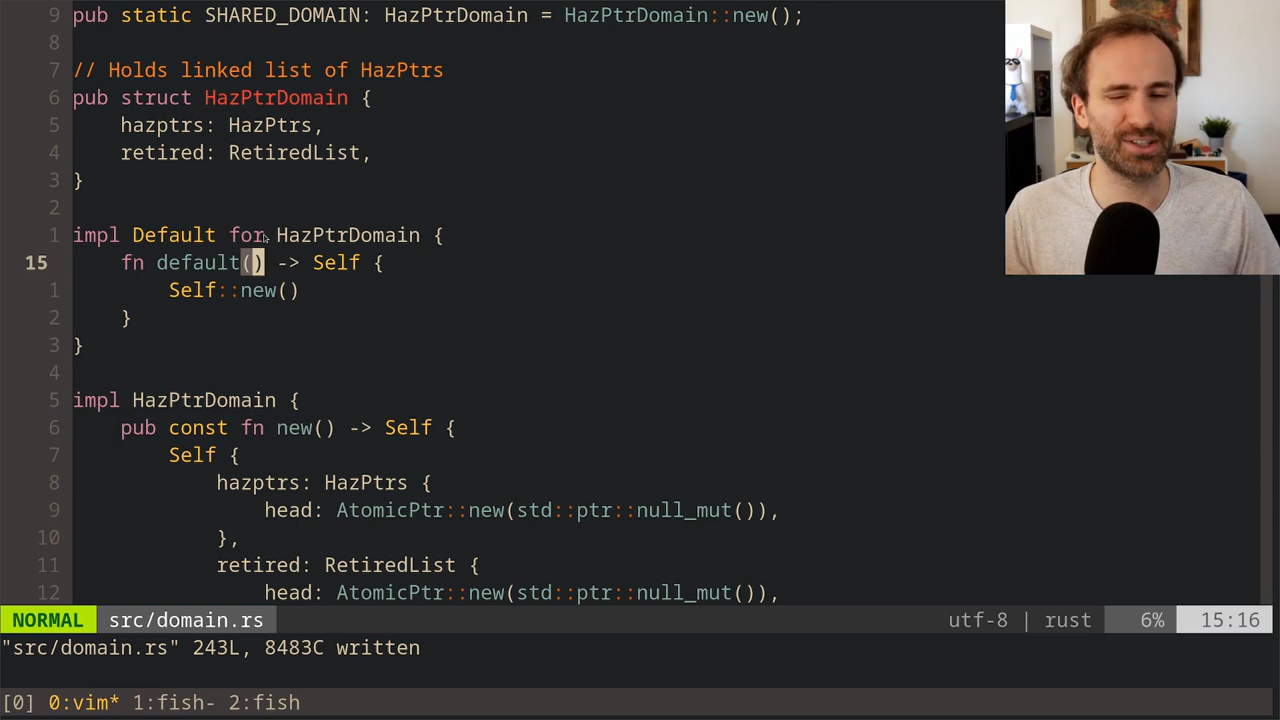 9 pub static SHARED_DOMAIN: HazPtrDomain = HazPtrDomain::new();
8
7 // Holds linked list of HazPtrs
6 pub struct HazPtrDomain {
5     hazptrs: HazPtrs,
4     retired: RetiredList,
3 }
2
1 impl Default for HazPtrDomain {
15     fn default() -> Self {
1         Self::new()
2     }
3 }
4
5 impl HazPtrDomain {
6     pub const fn new() -> Self {
7         Self {
8             hazptrs: HazPtrs {
9                 head: AtomicPtr::new(std::ptr::null_mut()),
10             },
11             retired: RetiredList {
12                 head: AtomicPtr::new(std::ptr::null_mut()),
NORMAL src/domain.rs utf-8 | rust 6% 15:16
"src/domain.rs" 243L, 8483C written
[0] 0:vim* 1:fish- 2:fish